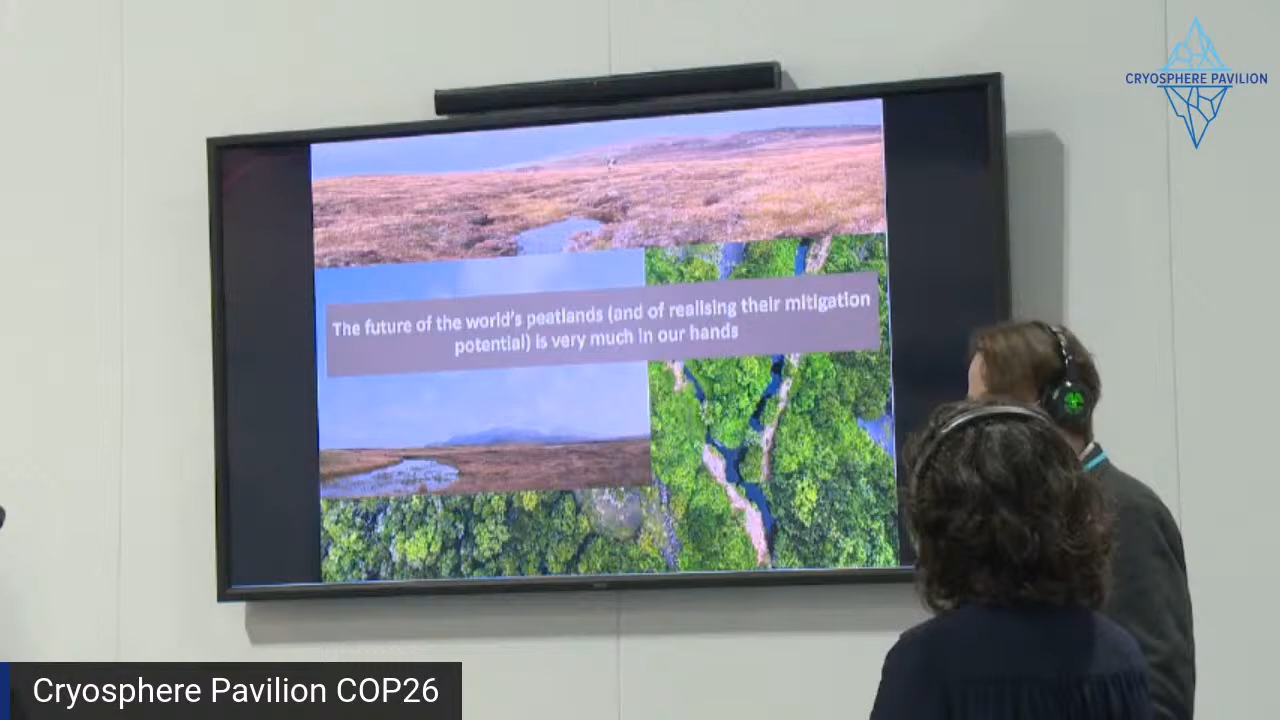 CRYOSPHERE PAVILION
The future of the world's peatlands (and of realising their mitigation
potential) is very much in our hands
Cryosphere Pavilion COP26